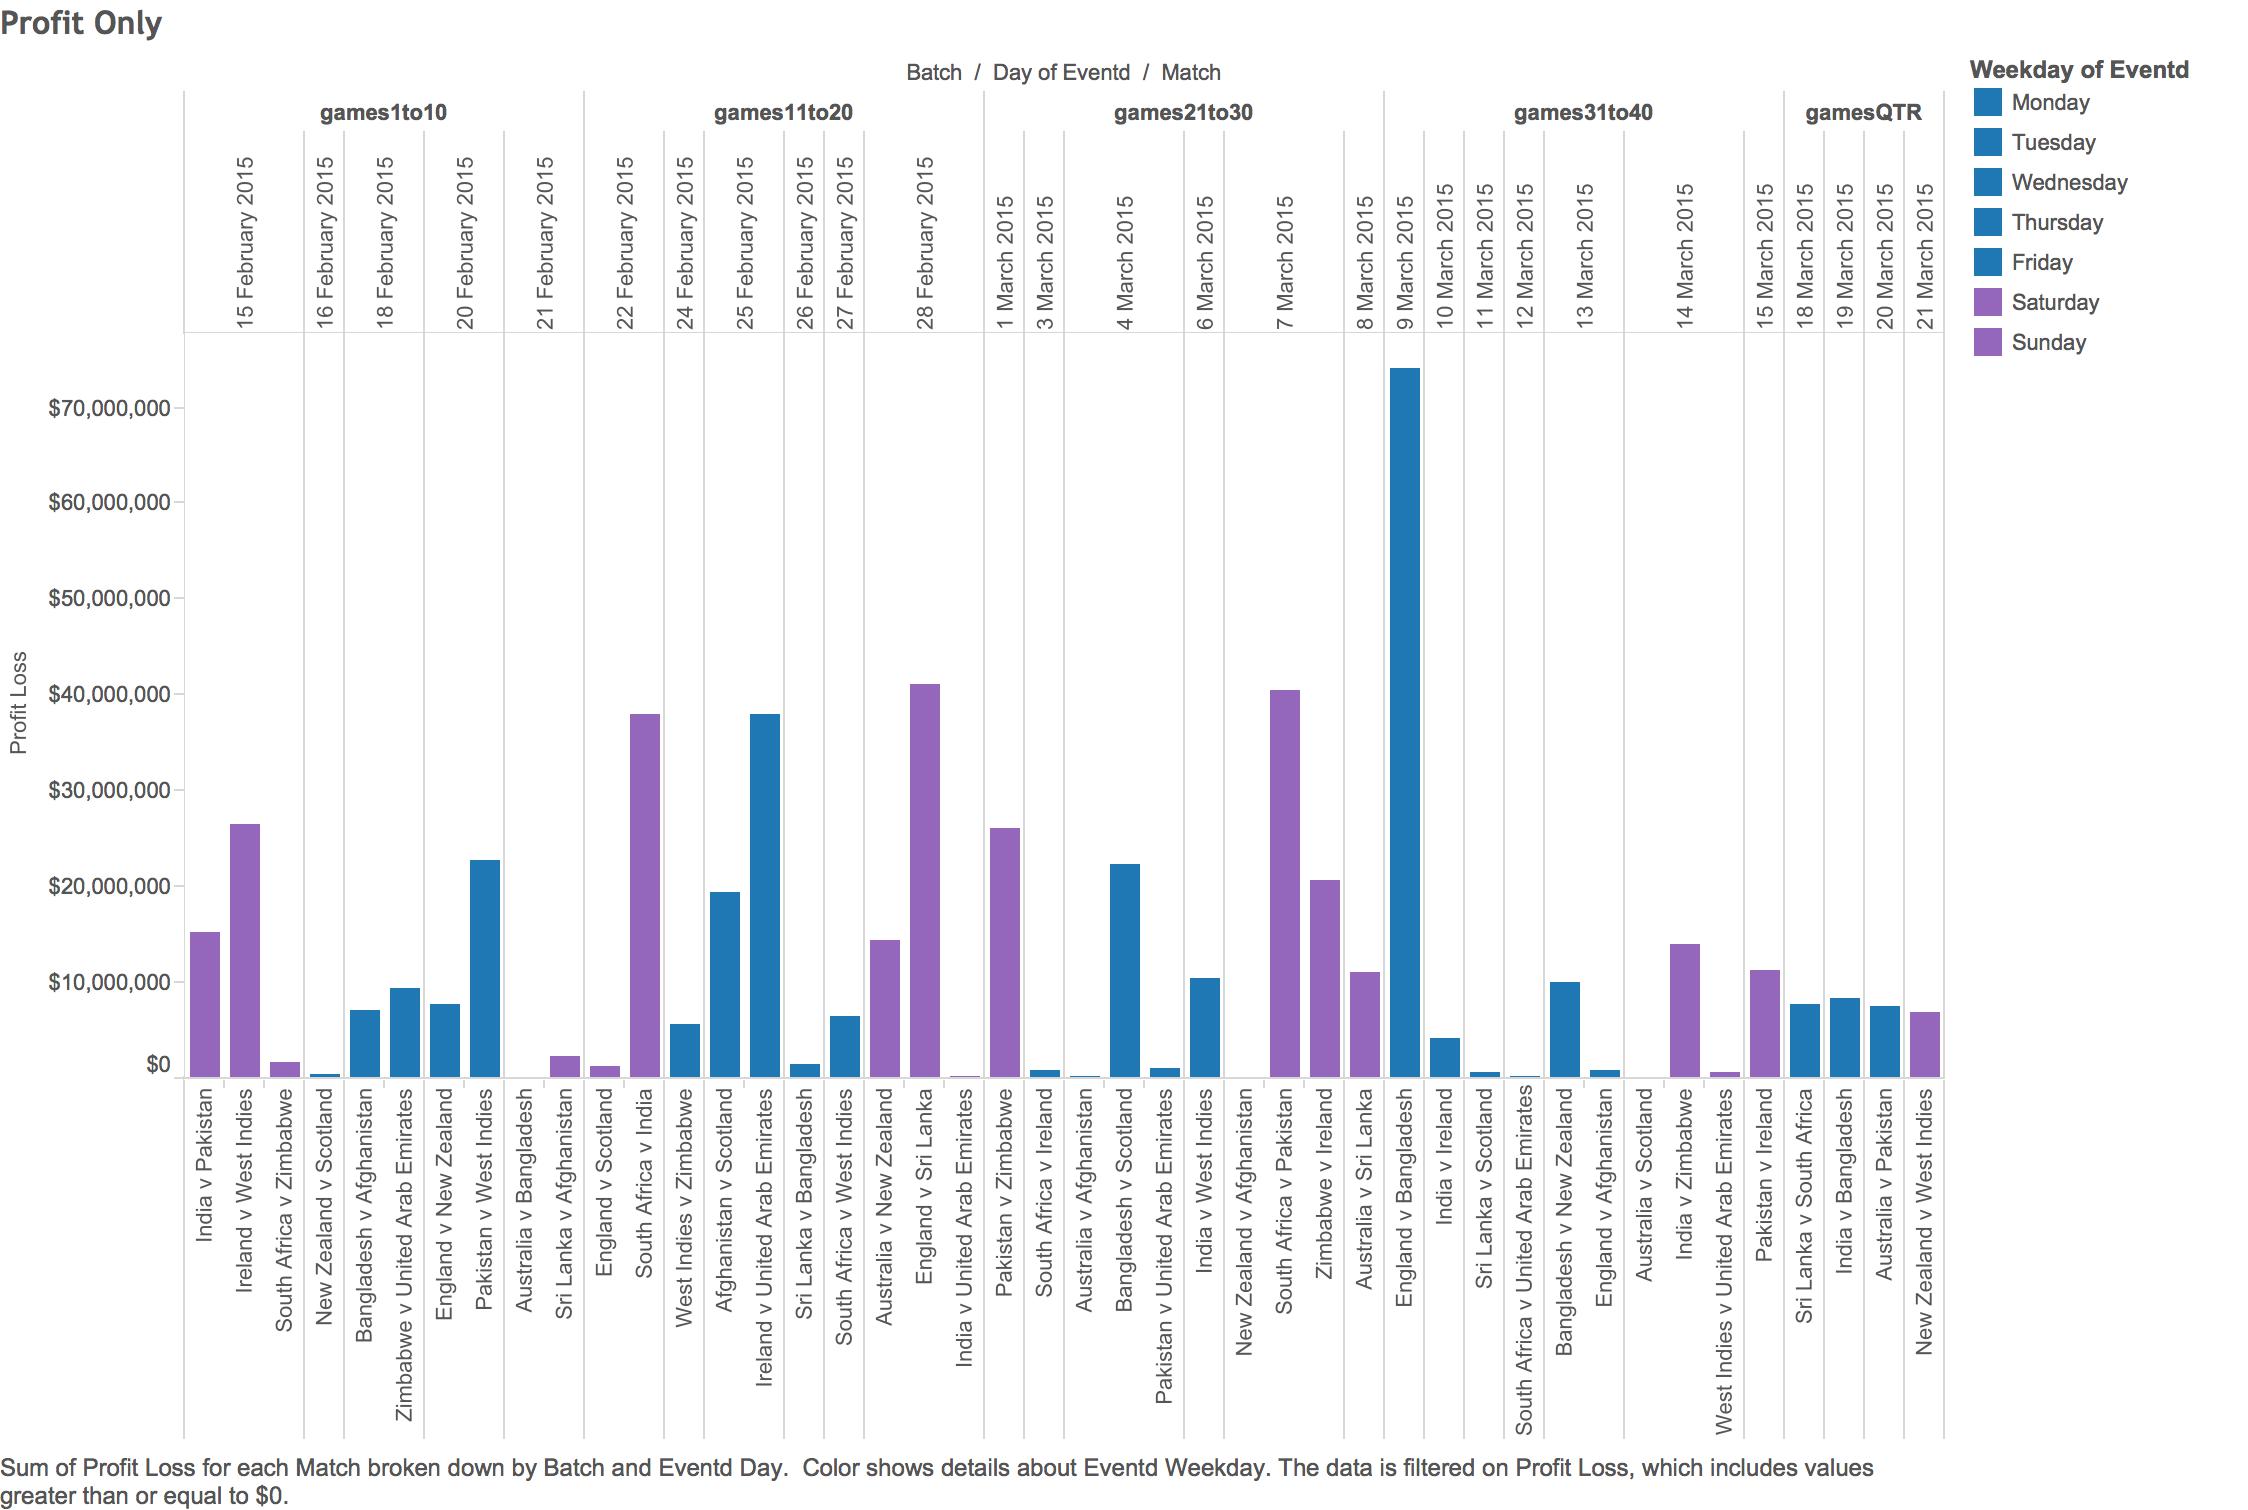 Profit Only
Batch / Day of Eventd / Match
Weekday of Eventd
Monday
Tuesday
Wednesday
Thursday
Friday
Saturday
Sunday
games1to10
games11to20
games21to30
games31to40
gamesQTR
15 February 2015
16 February 2015
18 February 2015
20 February 2015
21 February 2015
22 February 2015
24 February 2015
25 February 2015
26 February 2015
27 February 2015
28 February 2015
1 March 2015
3 March 2015
4 March 2015
6 March 2015
7 March 2015
8 March 2015
9 March 2015
10 March 2015
11 March 2015
12 March 2015
13 March 2015
14 March 2015
15 March 2015
18 March 2015
19 March 2015
20 March 2015
21 March 2015
Profit Loss
$70,000,000
$60,000,000
$50,000,000
$40,000,000
$30,000,000
$20,000,000
$10,000,000
$0
India v Pakistan
Ireland v West Indies
South Africa v Zimbabwe
New Zealand v Scotland
Bangladesh v Afghanistan
Zimbabwe v United Arab Emirates
England v New Zealand
Pakistan v West Indies
Australia v Bangladesh
Sri Lanka v Afghanistan
England v Scotland
South Africa v India
West Indies v Zimbabwe
Afghanistan v Scotland
Ireland v United Arab Emirates
Sri Lanka v Bangladesh
South Africa v West Indies
Australia v New Zealand
England v Sri Lanka
India v United Arab Emirates
Pakistan v Zimbabwe
South Africa v Ireland
Australia v Afghanistan
Bangladesh v Scotland
Pakistan v United Arab Emirates
India v West Indies
New Zealand v Afghanistan
South Africa v Pakistan
Zimbabwe v Ireland
Australia v Sri Lanka
England v Bangladesh
India v Ireland
Sri Lanka v Scotland
South Africa v United Arab Emirates
Bangladesh v New Zealand
England v Afghanistan
Australia v Scotland
India v Zimbabwe
West Indies v United Arab Emirates
Pakistan v Ireland
Sri Lanka v South Africa
India v Bangladesh
Australia v Pakistan
New Zealand v West Indies
Sum of Profit Loss for each Match broken down by Batch and Eventd Day.  Color shows details about Eventd Weekday. The data is filtered on Profit Loss, which includes values
greater than or equal to $0.